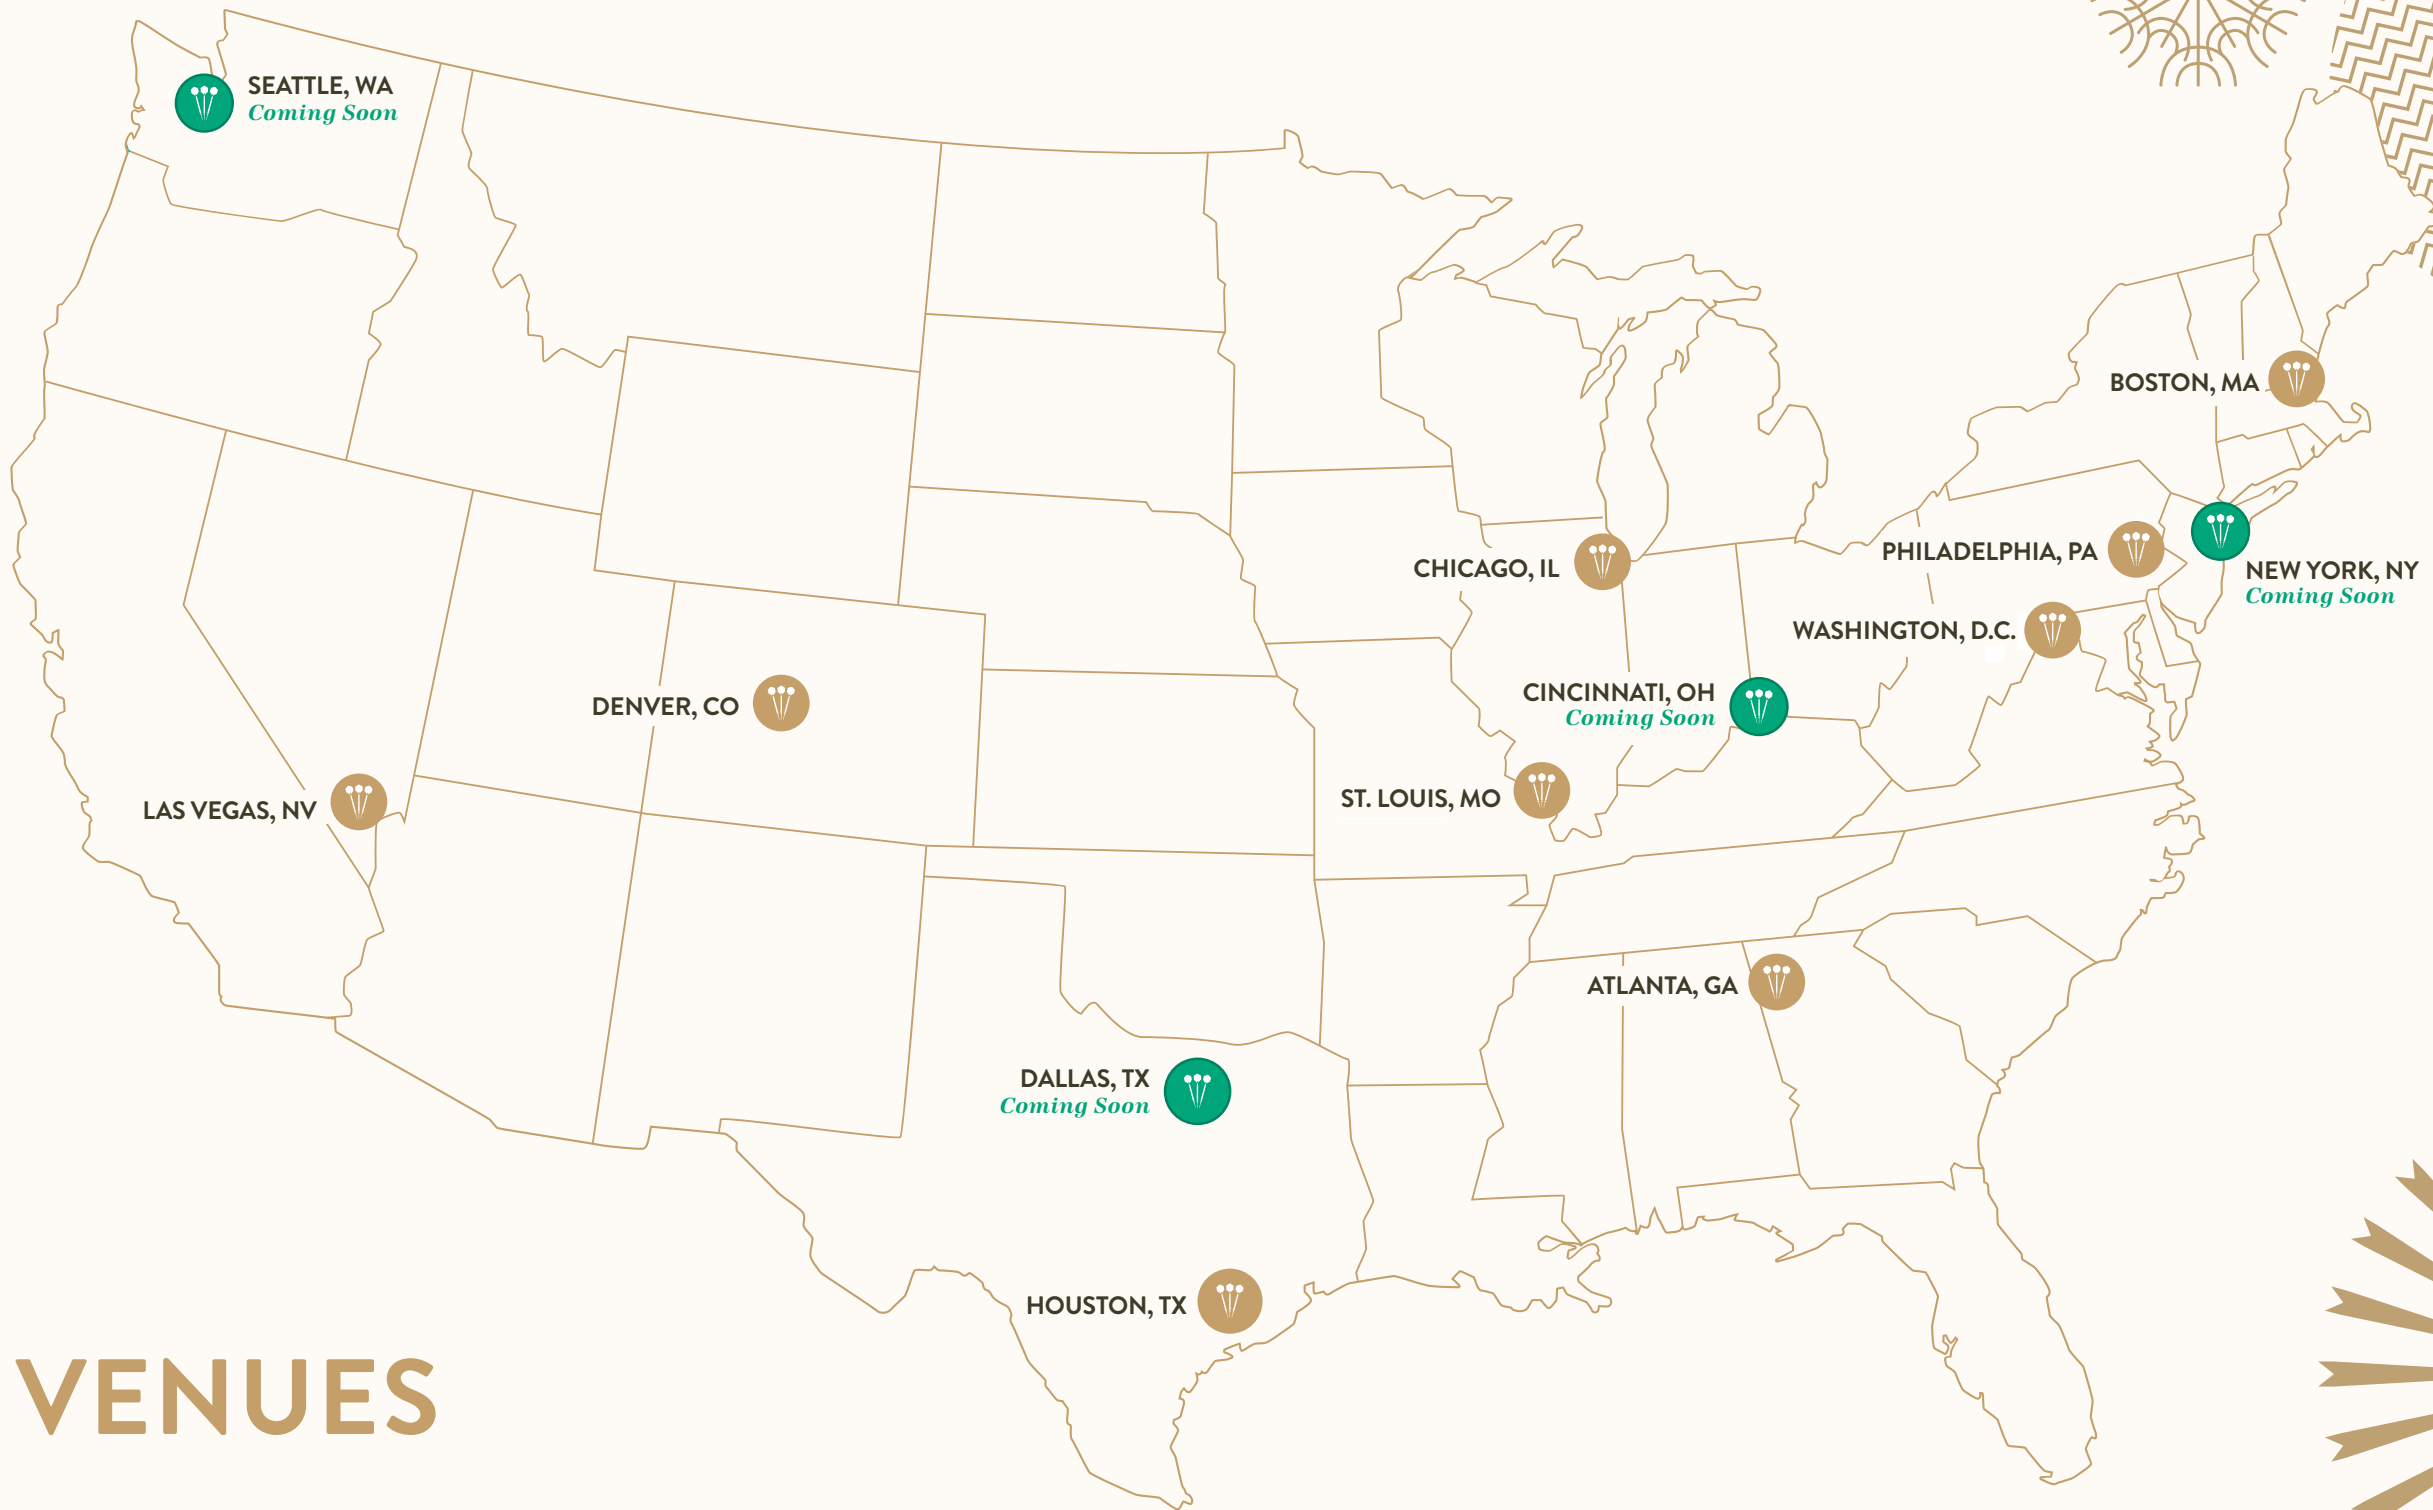 SEATTLE, WA
Coming Soon
BOSTON, MA
PHILADELPHIA, PA
CHICAGO, IL
NEW YORK, NY
Coming Soon
WASHINGTON, D.C.
CINCINNATI, OH
Coming Soon
DENVER, CO
ST. LOUIS, MO
LAS VEGAS, NV
ATLANTA, GA
DALLAS, TX
Coming Soon
HOUSTON, TX
VENUES